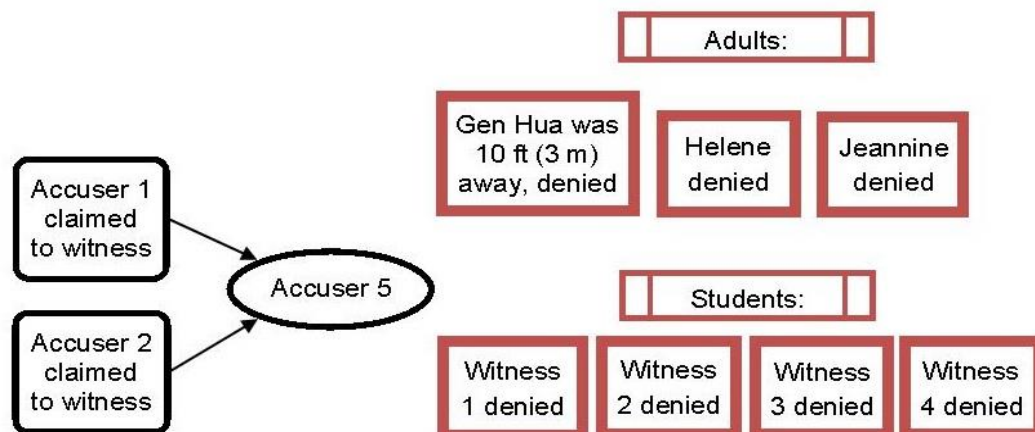 Accuser 1
claimed
to witness
Accuser 2
claimed
to witness
Accuser 5
Adults:
Gen Hua was
10 ft (3 m)
away, denied
Helene
denied
Jeannine
denied
Students:
Witness
1 denied
Witness
2 denied
Witness
3 denied
Witness
4 denied